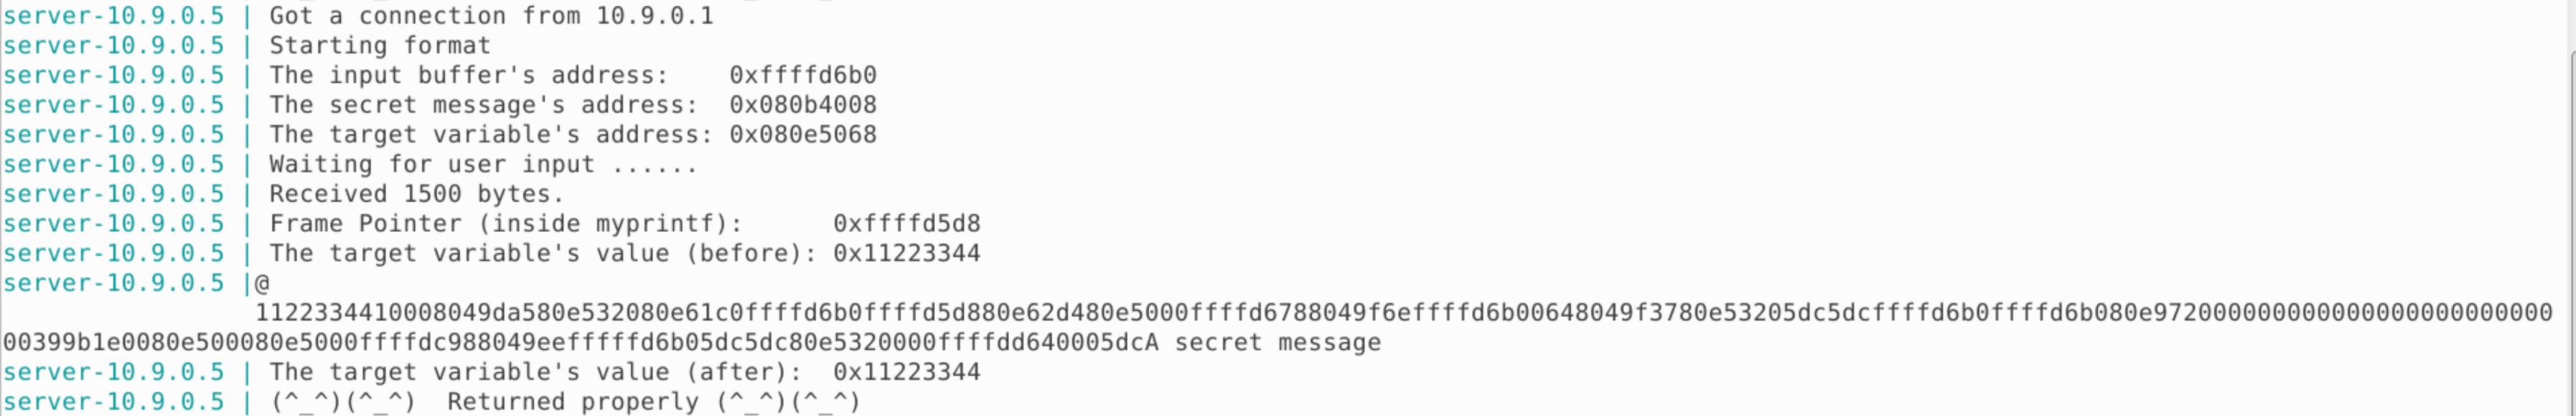 server-10.9.0.5 | Got a connection from 10.9.0.1
server-10.9.0.5 | Starting format
server-10.9.0.5 | The input buffer's address:    0xffffd6b0
server-10.9.0.5 | The secret message's address:  0x080b4008
server-10.9.0.5 | The target variable's address: 0x080e5068
server-10.9.0.5 | Waiting for user input ......
server-10.9.0.5 | Received 1500 bytes.
server-10.9.0.5 | Frame Pointer (inside myprintf):      0xffffd5d8
server-10.9.0.5 | The target variable's value (before): 0x11223344
server-10.9.0.5 |@
1122334410008049da580e532080e61c0ffffd6b0ffffd5d880e62d480e5000ffffd6788049f6effffd6b00648049f3780e53205dc5dcffffd6b0ffffd6b080e9720000000000000000000000000
00399b1e0080e500080e5000ffffdc988049eefffffd6b05dc5dc80e5320000ffffdd640005dcA secret message
server-10.9.0.5 | The target variable's value (after):  0x11223344
server-10.9.0.5 | (^_^)(^_^)  Returned properly (^_^)(^_^)